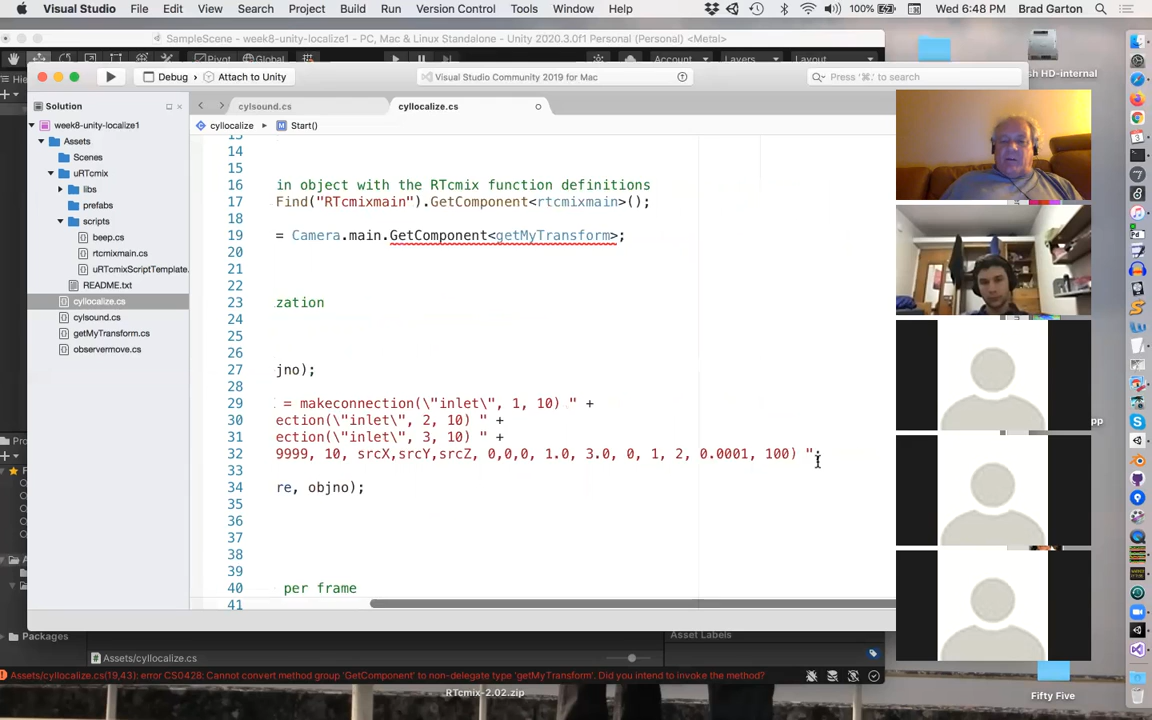 Visual Studio File Edit View Search Project Build Run Version Control Tools Window Help 100% Wed 6:48 PM Brad Garton
SampleScene - week8-unity-localize1 - PC, Mac & Linux Standalone - Unity 2020.3.0f1 Personal (Personal) <Metal>
Debug Attach to Unity Visual Studio Community 2019 for Mac Press '⌘.' to search
Solution
cylsound.cs
cyllocalize.cs
cyllocalize Start()
week8-unity-localize1
Assets
Scenes
uRTcmix
libs
prefabs
scripts
beep.cs
rtcmixmain.cs
uRTcmixScriptTemplate.
README.txt
cyllocalize.cs
cylsound.cs
getMyTransform.cs
observermove.cs
14
15
16 in object with the RTcmix function definitions
17 Find("RTcmixmain").GetComponent<rtcmixmain>();
19 = Camera.main.GetComponent<getMyTransform>;
20
21
23 zation
24
25
26
27 jno);
28
29 = makeconnection(\"inlet\", 1, 10) " +
30 ection(\"inlet\", 2, 10) " +
31 ection(\"inlet\", 3, 10) " +
32 9999, 10, srcX,srcY,srcZ, 0,0,0, 1.0, 3.0, 0, 1, 2, 0.0001, 100) ";
33
34 re, objno);
35
36
37
38
39
40 per frame
41
Packages
Asset Labels
Assets/cyllocalize.cs
Assets/cyllocalize.cs(19,43): error CS0428: Cannot convert method group 'GetComponent' to non-delegate type 'getMyTransform'. Did you intend to invoke the method?
RTcmix-2.02.zip
Fifty Five